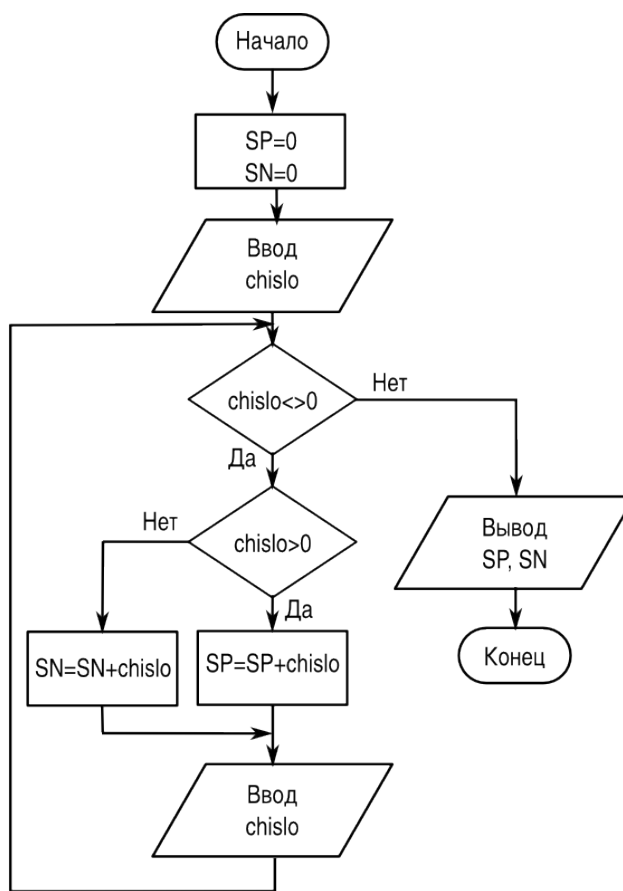 Начало
SP=0
SN=0
Ввод
chislo
chislo<>0
Нет
Да
Нет
chislo>0
Да
SN=SN+chislo
SP=SP+chislo
Ввод
chislo
Вывод
SP, SN
Конец